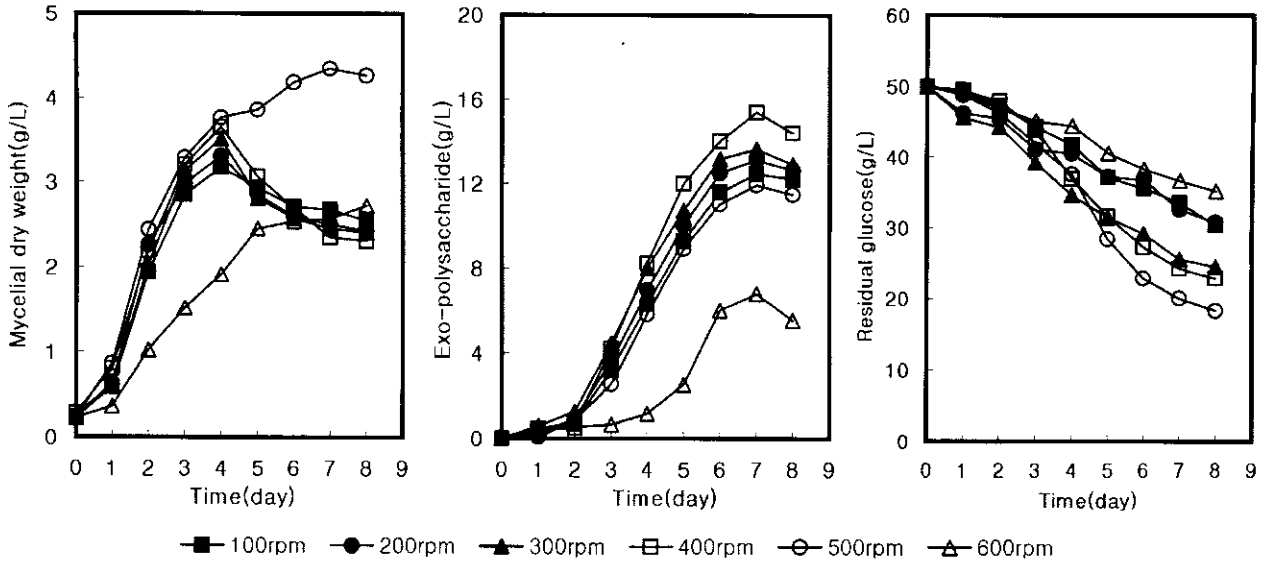 Mycelial dry weight(g/L)
5
4
3
2
1
0
0 1 2 3 4 5 6 7 8 9
Time(day)
Exo-polysaccharide(g/L)
20
16
12
8
4
0
0 1 2 3 4 5 6 7 8 9
Time(day)
Residual glucose(g/L)
60
50
40
30
20
10
0
0 1 2 3 4 5 6 7 8 9
Time(day)
100rpm 200rpm 300rpm 400rpm 500rpm 600rpm